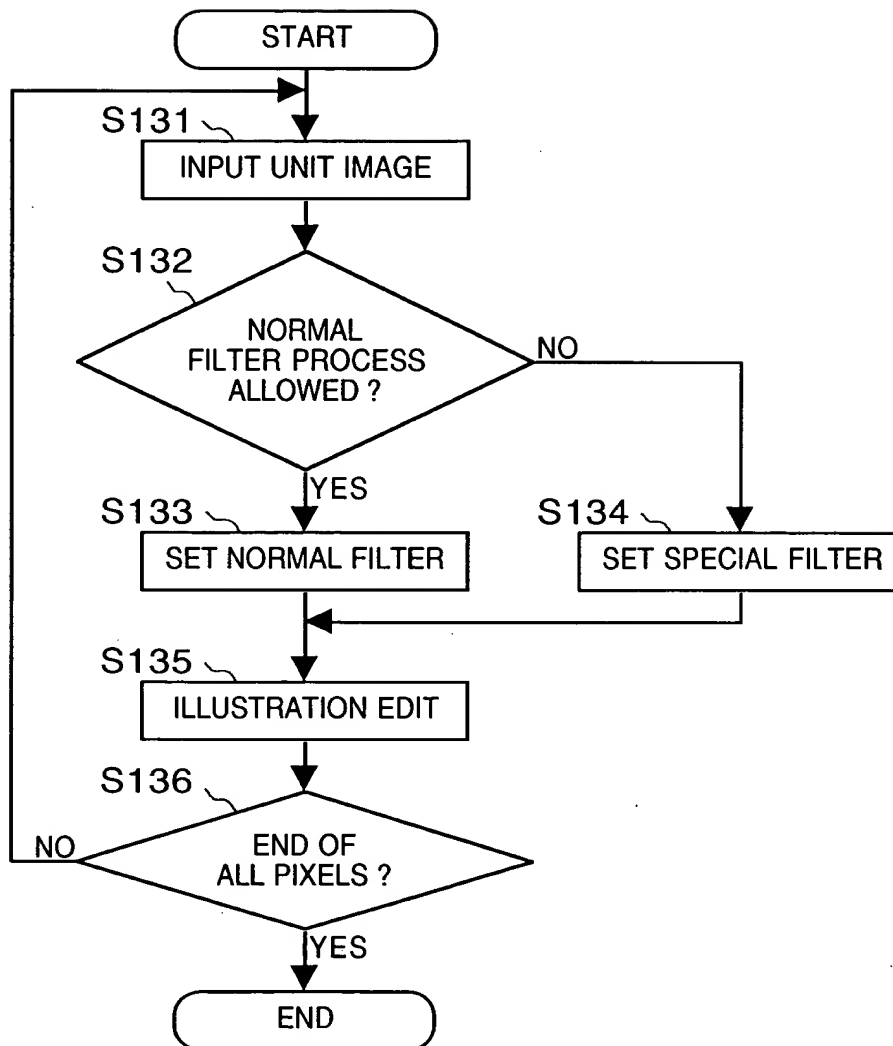 START
S131
INPUT UNIT IMAGE
S132
NORMAL
FILTER PROCESS
ALLOWED ?
NO
YES
S133
SET NORMAL FILTER
S134
SET SPECIAL FILTER
S135
ILLUSTRATION EDIT
S136
NO
END OF
ALL PIXELS ?
YES
END